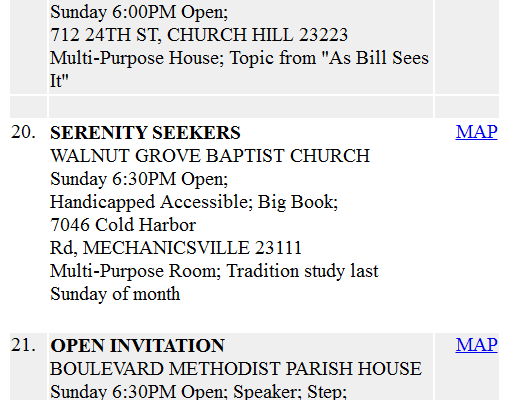 Sunday 6:00PM Open;
712 24TH ST, CHURCH HILL 23223
Multi-Purpose House; Topic from "As Bill Sees
It"
20. SERENITY SEEKERS MAP
WALNUT GROVE BAPTIST CHURCH
Sunday 6:30PM Open;
Handicapped Accessible; Big Book;
7046 Cold Harbor
Rd, MECHANICSVILLE 23111
Multi-Purpose Room; Tradition study last
Sunday of month
21. OPEN INVITATION MAP
BOULEVARD METHODIST PARISH HOUSE
Sunday 6:30PM Open; Speaker; Step;